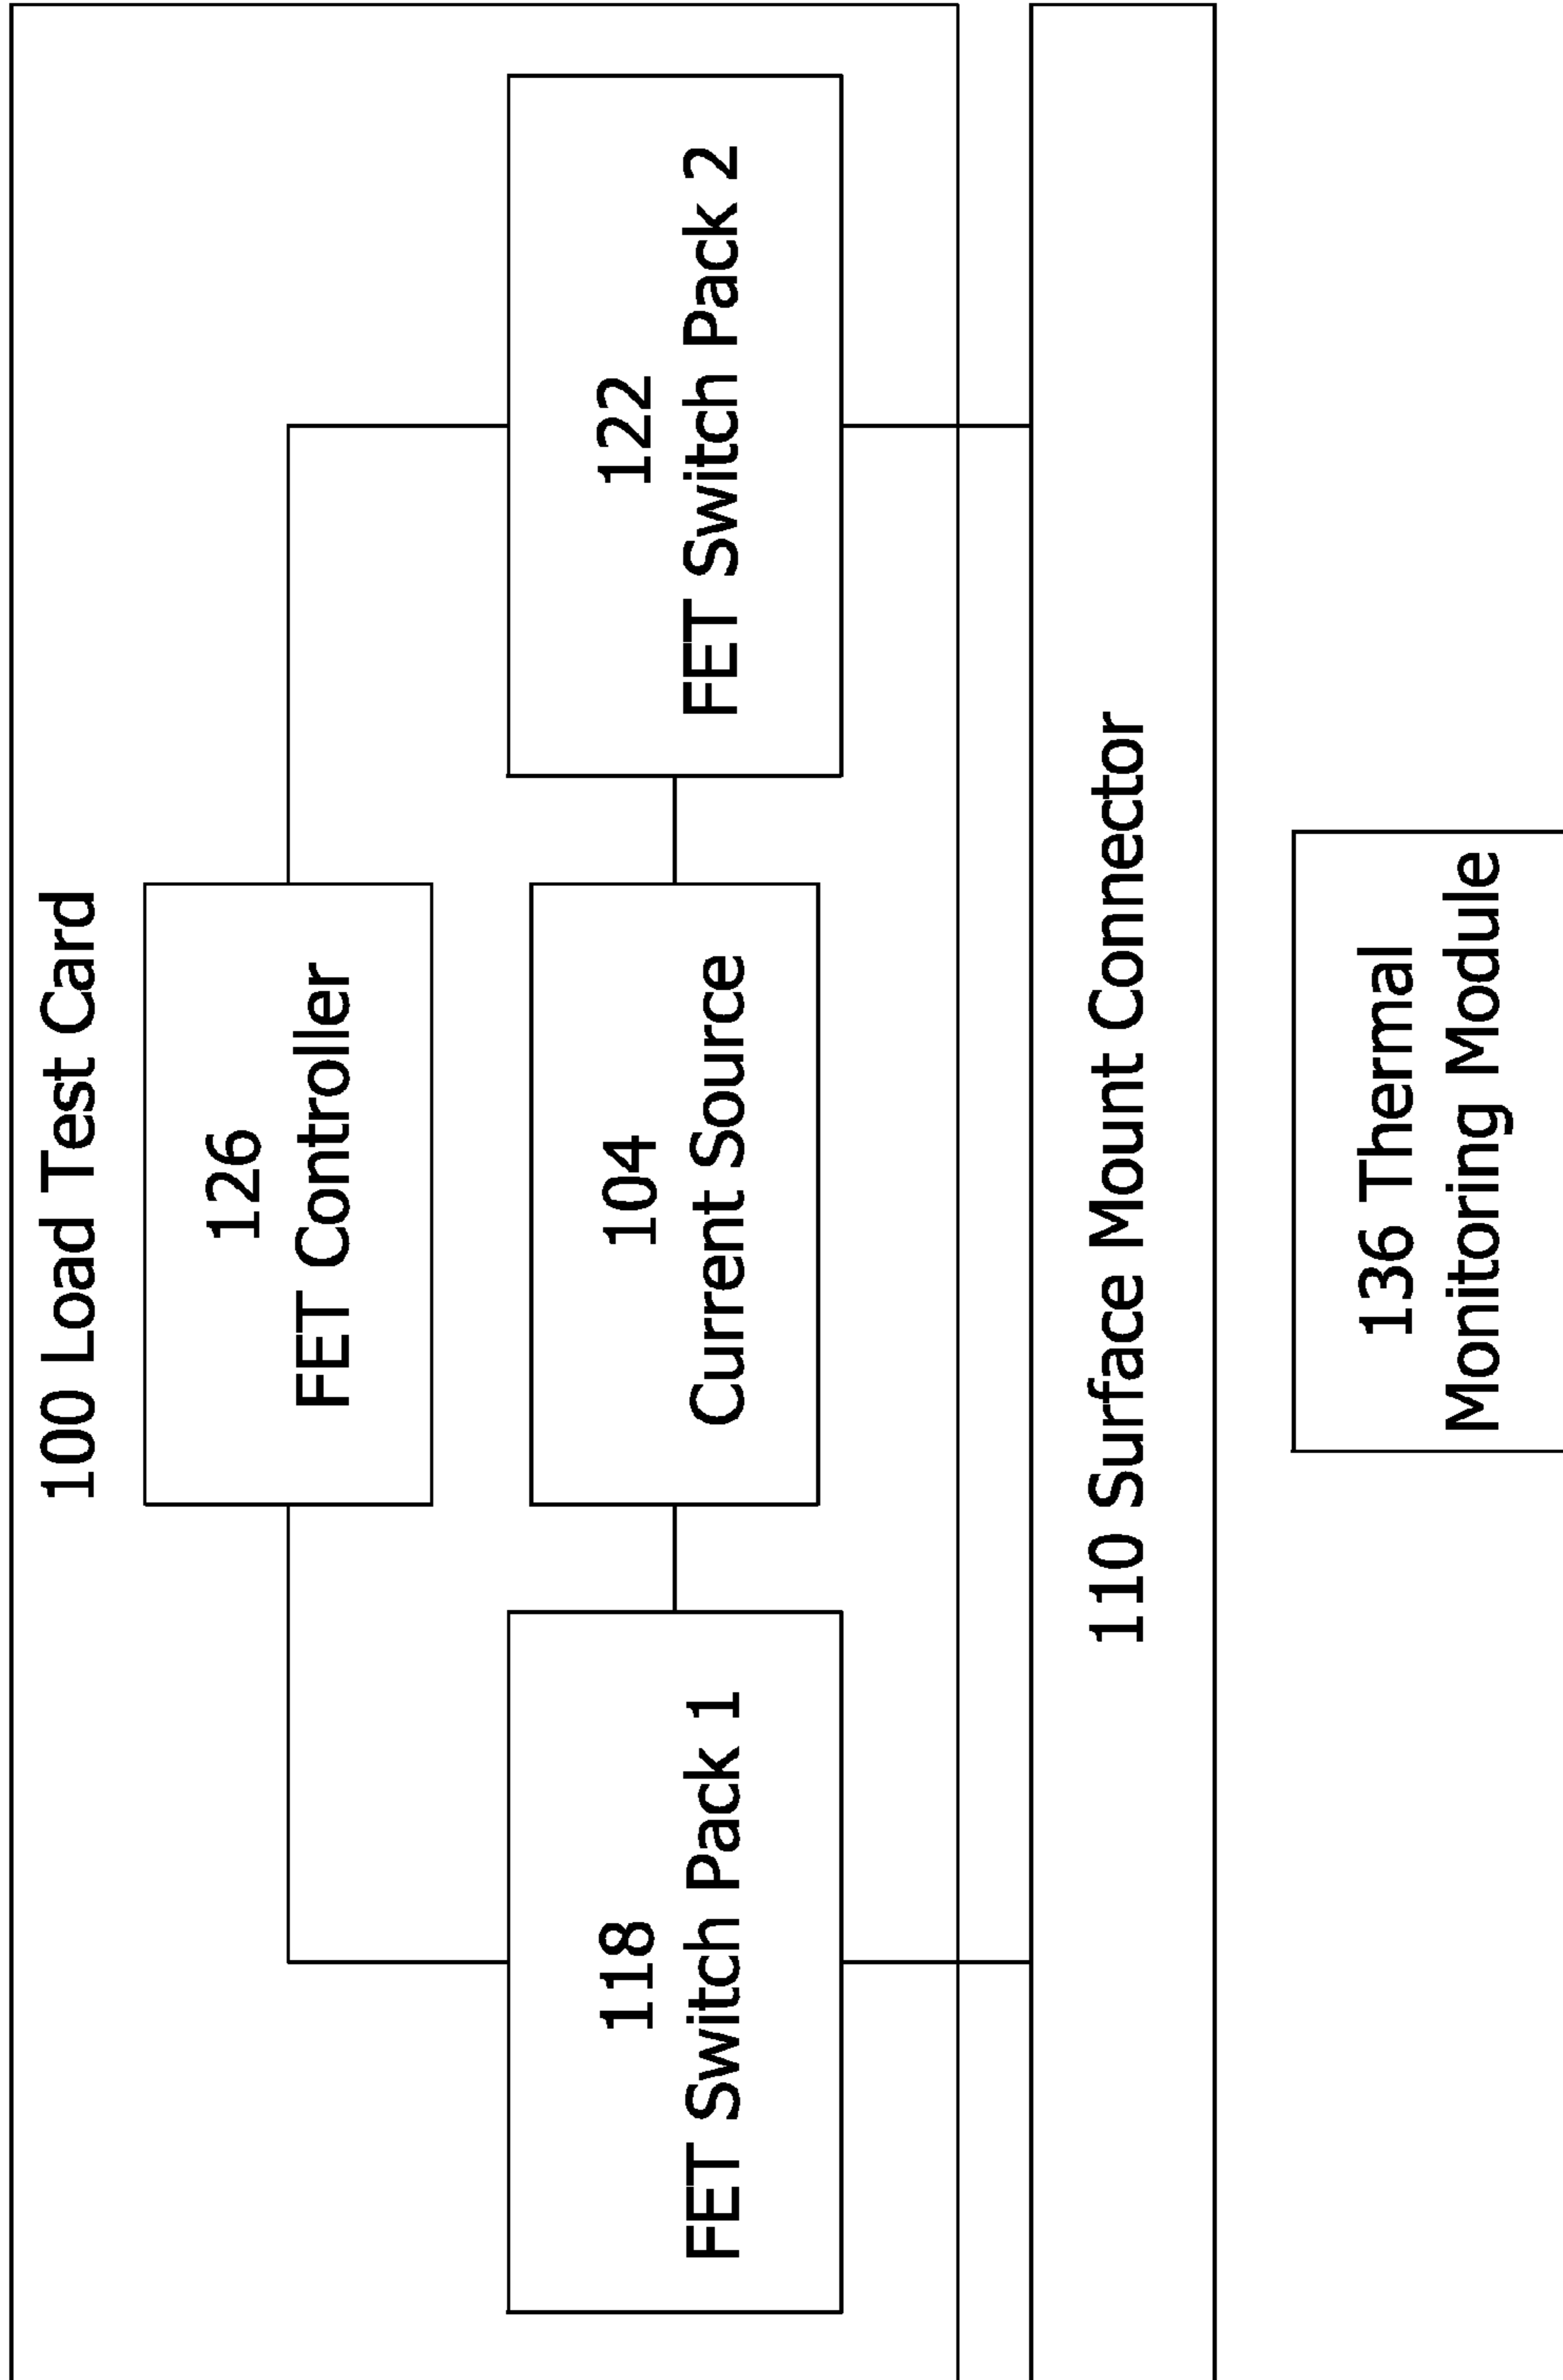 100 Load Test Card
126
FET Controller
118
FET Switch Pack 1
104
Current Source
122
FET Switch Pack 2
110 Surface Mount Connector
136 Thermal
Monitoring Module